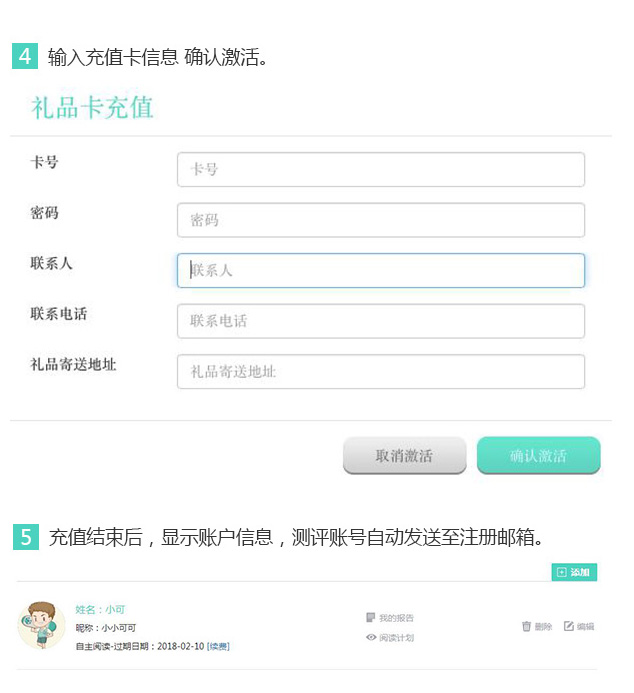 4 输入充值卡信息 确认激活。
礼品卡充值
卡号 卡号
密码 密码
联系人 联系人
联系电话 联系电话
礼品寄送地址 礼品寄送地址
取消激活 确认激活
5 充值结束后，显示账户信息，测评账号自动发送至注册邮箱。
添加
姓名：小可
我的报告
昵称：小小可可
删除 编辑
阅读计划
自主阅读-过期日期：2018-02-10 [续费]